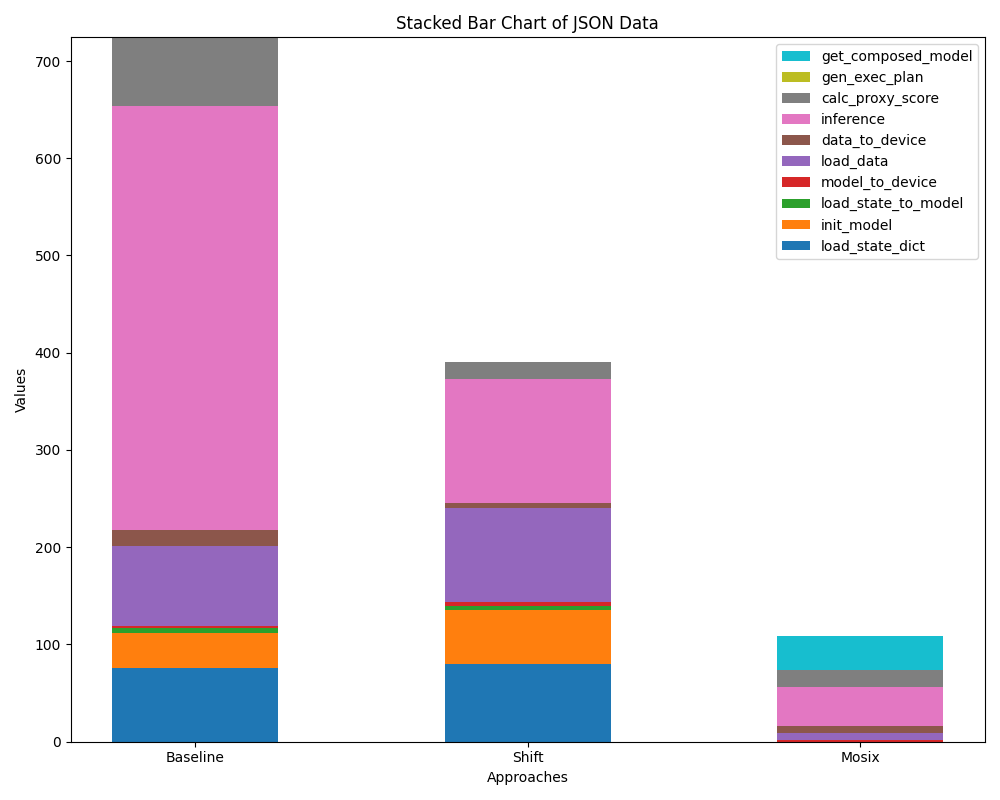 Stacked Bar Chart of JSON Data
Values
700
600
500
400
300
200
100
0
get_composed_model
gen_exec_plan
calc_proxy_score
inference
data_to_device
load_data
model_to_device
load_state_to_model
init_model
load_state_dict
Baseline
Shift
Mosix
Approaches